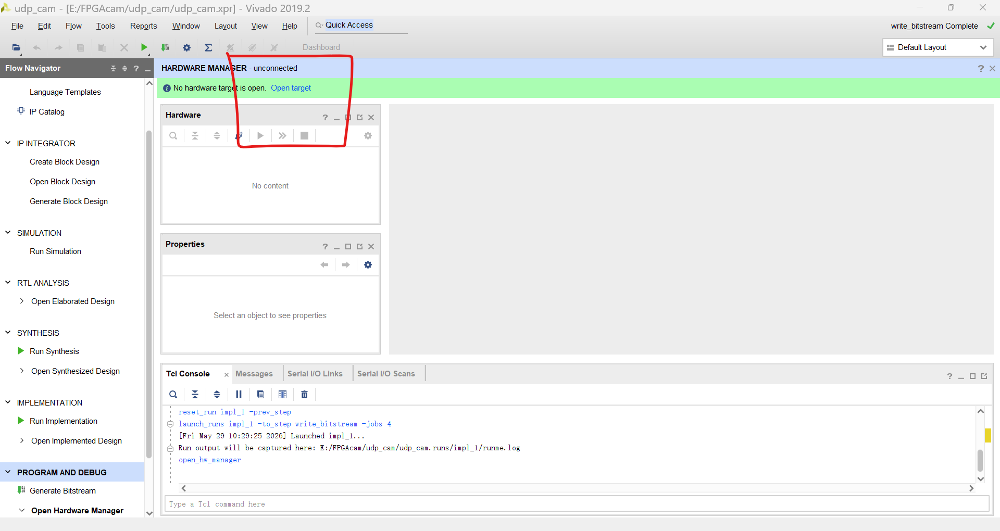 udp_cam - [E:/FPGAcam/udp_cam/udp_cam.xpr] - Vivado 2019.2
File Edit Flow Tools Reports Window Layout View Help Quick Access write_bitstream Complete
Dashboard Default Layout
Flow Navigator
HARDWARE MANAGER - unconnected
No hardware target is open. Open target
Language Templates
IP Catalog
IP INTEGRATOR
Create Block Design
Open Block Design
Generate Block Design
SIMULATION
Run Simulation
RTL ANALYSIS
Open Elaborated Design
SYNTHESIS
Run Synthesis
Open Synthesized Design
IMPLEMENTATION
Run Implementation
Open Implemented Design
PROGRAM AND DEBUG
Generate Bitstream
Open Hardware Manager
Hardware
No content
Properties
Select an object to see properties
Tcl Console Messages Serial I/O Links Serial I/O Scans
reset_run impl_1 -prev_step
launch_runs impl_1 -to_step write_bitstream -jobs 4
[Fri May 29 10:29:25 2026] Launched impl_1...
Run output will be captured here: E:/FPGAcam/udp_cam/udp_cam.runs/impl_1/runme.log
open_hw_manager
Type a Tcl command here